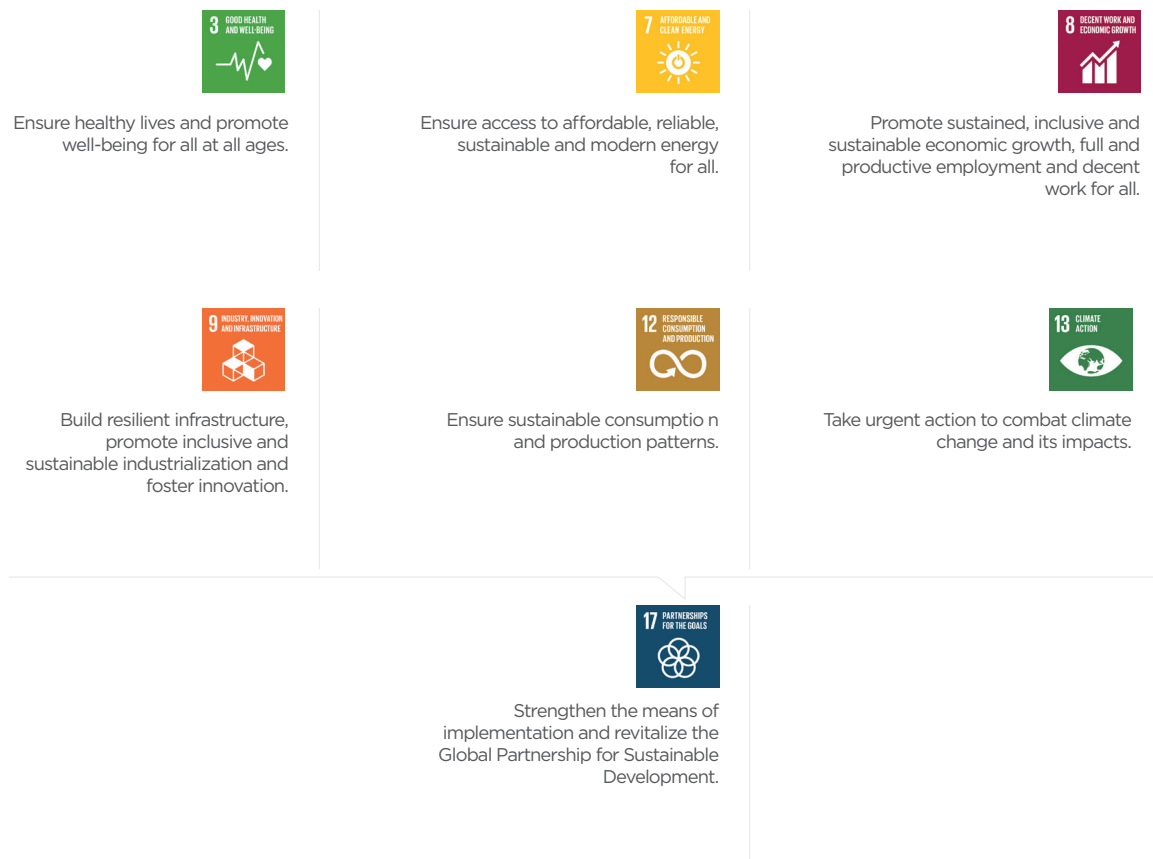 3 GOOD HEALTH
AND WELL-BEING
Ensure healthy lives and promote
well-being for all at all ages.
7 AFFORDABLE AND
CLEAN ENERGY
Ensure access to affordable, reliable,
sustainable and modern energy
for all.
8 DECENT WORK AND
ECONOMIC GROWTH
Promote sustained, inclusive and
sustainable economic growth, full and
productive employment and decent
work for all.
9 INDUSTRY, INNOVATION
AND INFRASTRUCTURE
Build resilient infrastructure,
promote inclusive and
sustainable industrialization and
foster innovation.
12 RESPONSIBLE
CONSUMPTION
AND PRODUCTION
Ensure sustainable consumptio n
and production patterns.
13 CLIMATE
ACTION
Take urgent action to combat climate
change and its impacts.
17 PARTNERSHIPS
FOR THE GOALS
Strengthen the means of
implementation and revitalize the
Global Partnership for Sustainable
Development.